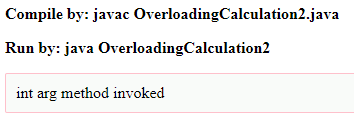 Compile by: javac OverloadingCalculation2.java
Run by: java OverloadingCalculation2
int arg method invoked